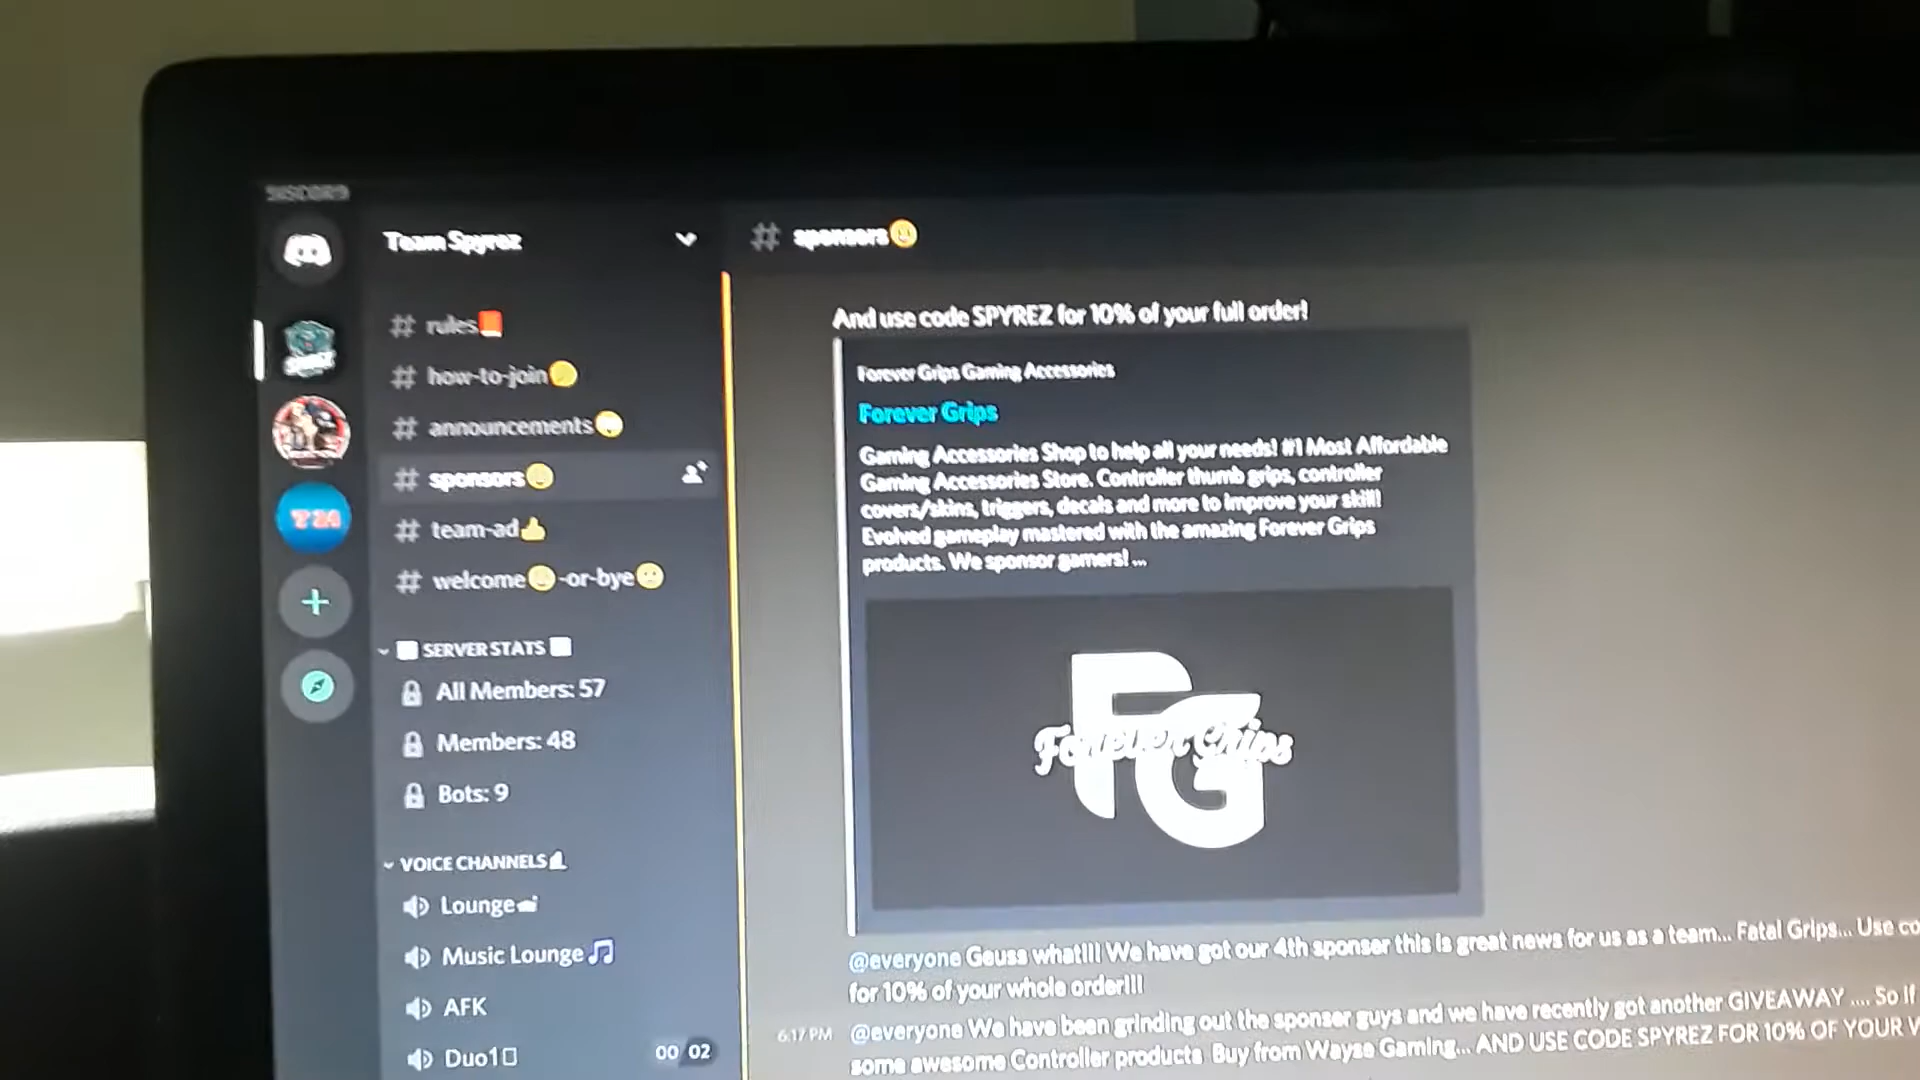 DISCORD
Team Spyrez
# rules
# how-to-join
# announcements
# sponsors
# team-ad
# welcome-or-bye
SERVER STATS
All Members: 57
Members: 48
Bots: 9
VOICE CHANNELS
Lounge
Music Lounge
AFK
Duo1
00 02
# sponsors
And use code SPYREZ for 10% of your full order!
Forever Grips Gaming Accessories
Forever Grips
Gaming Accessories Shop to help all your needs! #1 Most Affordable
Gaming Accessories Store. Controller thumb grips, controller
covers/skins, triggers, decals and more to improve your skill!
Evolved gameplay mastered with the amazing Forever Grips
products. We sponsor gamers! ...
FG
Forever Grips
@everyone Geuss what!!! We have got our 4th sponser this is great news for us as a team... Fatal Grips... Use co
for 10% of your whole order!!!
6:17 PM @everyone We have been grinding out the sponser guys and we have recently got another GIVEAWAY .... So if
some awesome Controller products Buy from Wayse Gaming... AND USE CODE SPYREZ FOR 10% OF YOUR